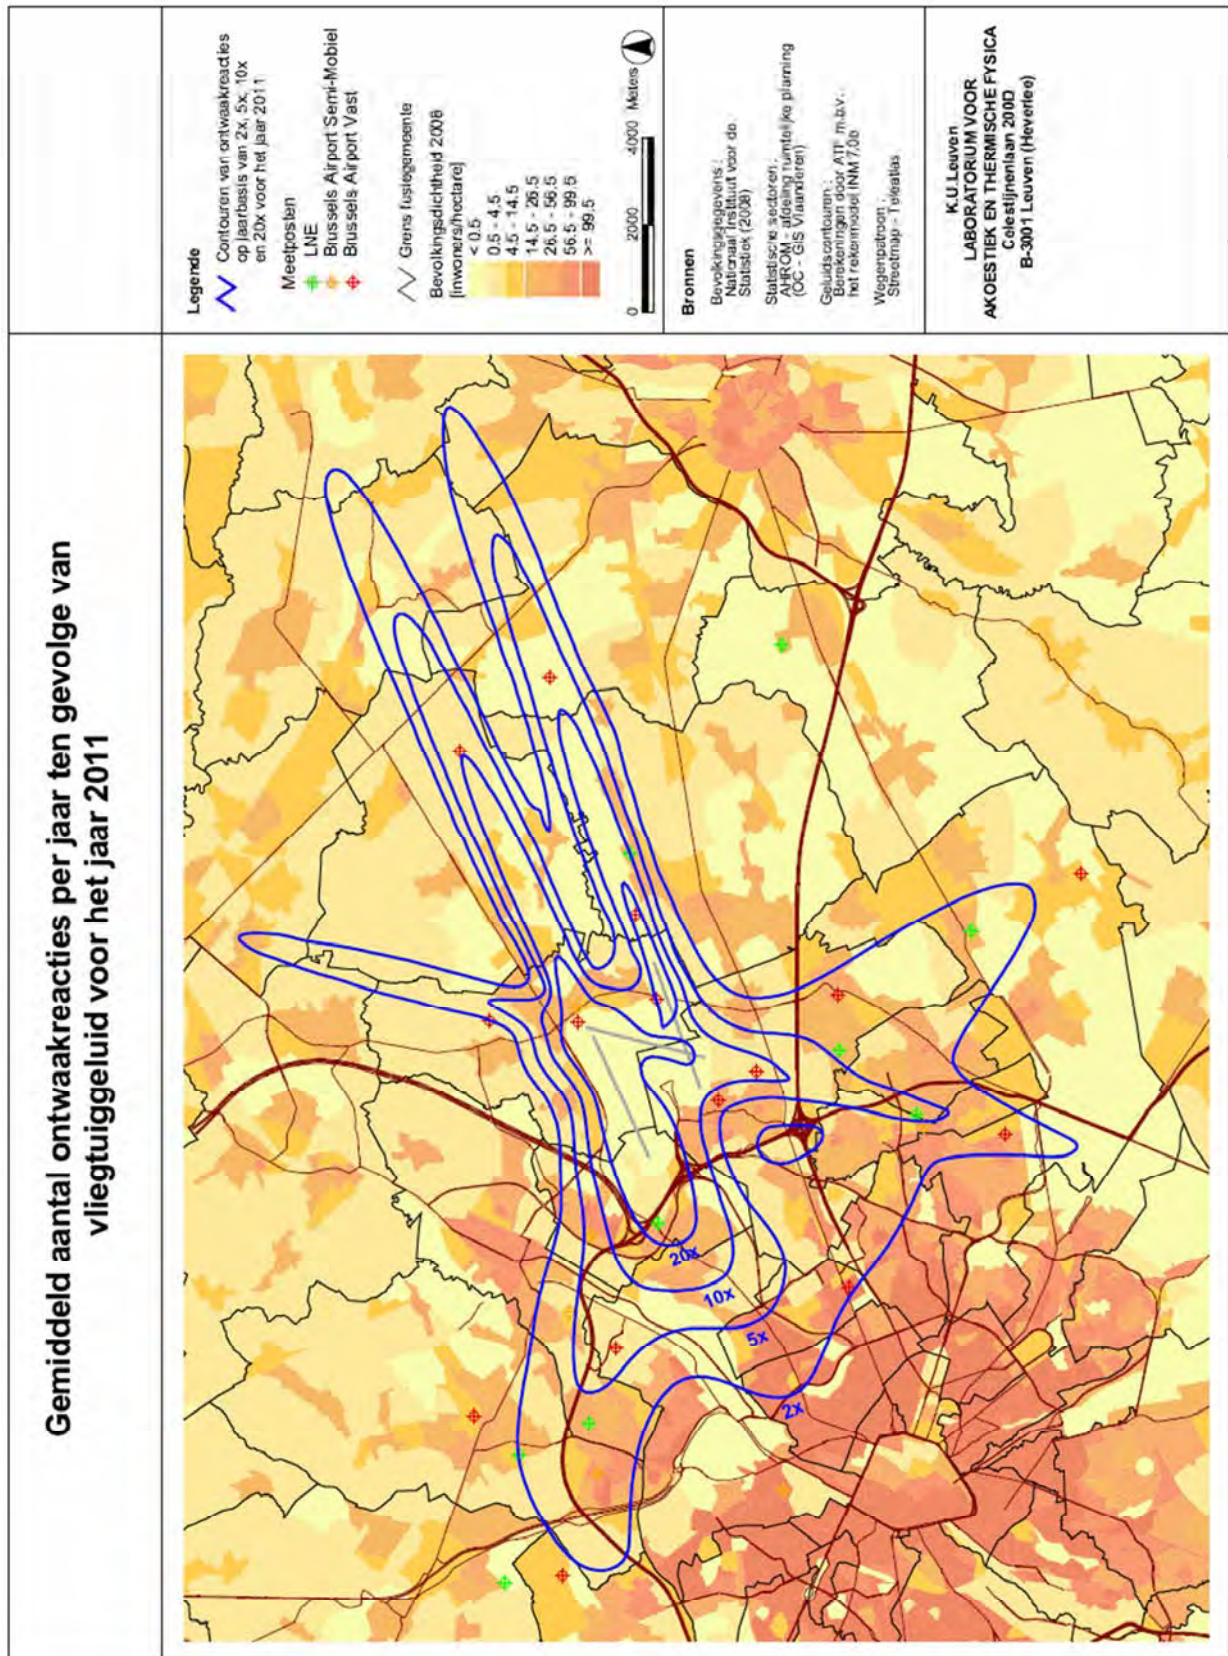 Gemiddeld aantal ontwaakreacties per jaar ten gevolge van
vliegtuiggeluid voor het jaar 2011
20x
10x
5x
2x
Legende
Contouren van ontwaakreacties
op jaarbasis van 2x, 5x, 10x
en 20x voor het jaar 2011
Meetposten
LNE
Brussels Airport Semi-Mobiel
Brussels Airport Vast
Grens fusiegemeente
Bevolkingsdichtheid 2008
[inwoners/hectare]
< 0.5
0.5 - 4.5
4.5 - 14.5
14.5 - 26.5
26.5 - 56.5
56.5 - 99.5
>= 99.5
0 2000 4000 Meters
Bronnen
Bevolkingsgegevens :
Nationaal Instituut voor de
Statistiek (2008)
Statistische sectoren :
AHROM - afdeling ruimtelijke planning
(OC - GIS Vlaanderen)
Geluidscontouren :
Berekeningen door ATF m.b.v.
het rekenmodel INM 7.0b
Wegenpatroon :
Streetmap - Teleatlas
K.U.Leuven
LABORATORIUM VOOR
AKOESTIEK EN THERMISCHE FYSICA
Celestijnenlaan 200D
B-3001 Leuven (Heverlee)